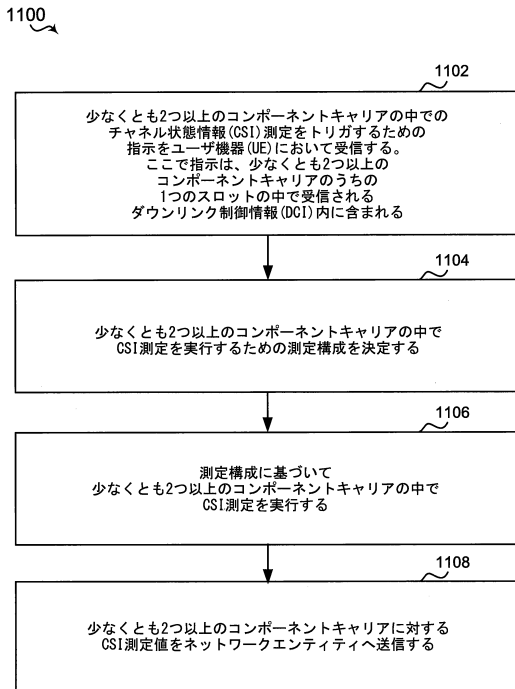 1100
1102
少なくとも2つ以上のコンポーネントキャリアの中での
チャネル状態情報(CSI)測定をトリガするための
指示をユーザ機器(UE)において受信する。
ここで指示は、少なくとも2つ以上の
コンポーネントキャリアのうちの
1つのスロットの中で受信される
ダウンリンク制御情報(DCI)内に含まれる
1104
少なくとも2つ以上のコンポーネントキャリアの中で
CSI測定を実行するための測定構成を決定する
1106
測定構成に基づいて
少なくとも2つ以上のコンポーネントキャリアの中で
CSI測定を実行する
1108
少なくとも2つ以上のコンポーネントキャリアに対する
CSI測定値をネットワークエンティティへ送信する